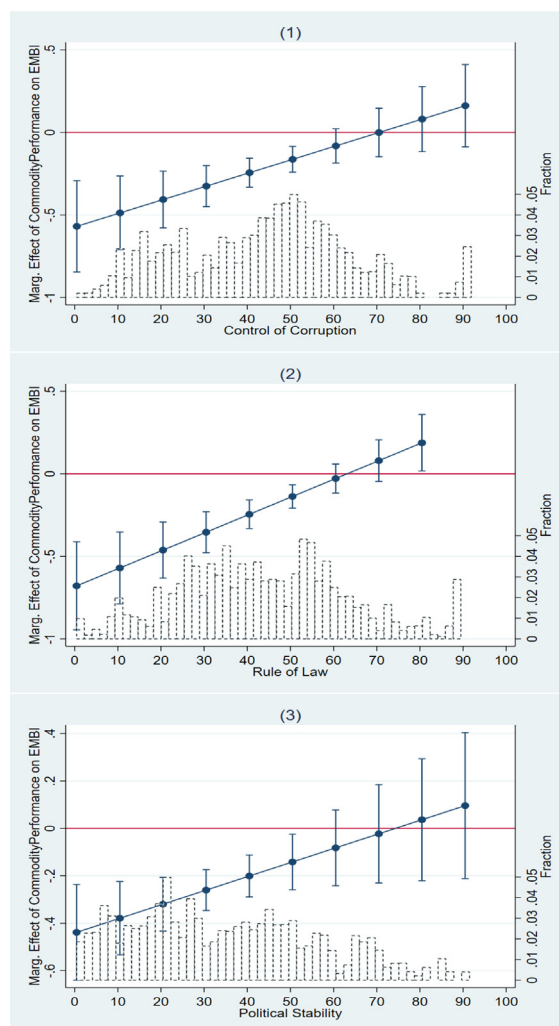 (1)
Marg. Effect of CommodityPerformance on EMBI
.5
0
-.5
-1
Fraction
.05
.04
.03
.02
.01
0
0 10 20 30 40 50 60 70 80 90 100
Control of Corruption
(2)
Marg. Effect of CommodityPerformance on EMBI
.5
0
-.5
-1
Fraction
.05
.04
.03
.02
.01
0
0 10 20 30 40 50 60 70 80 90 100
Rule of Law
(3)
Marg. Effect of CommodityPerformance on EMBI
.4
.2
0
-.2
-.4
-.6
Fraction
.05
.04
.03
.02
.01
0
0 10 20 30 40 50 60 70 80 90 100
Political Stability